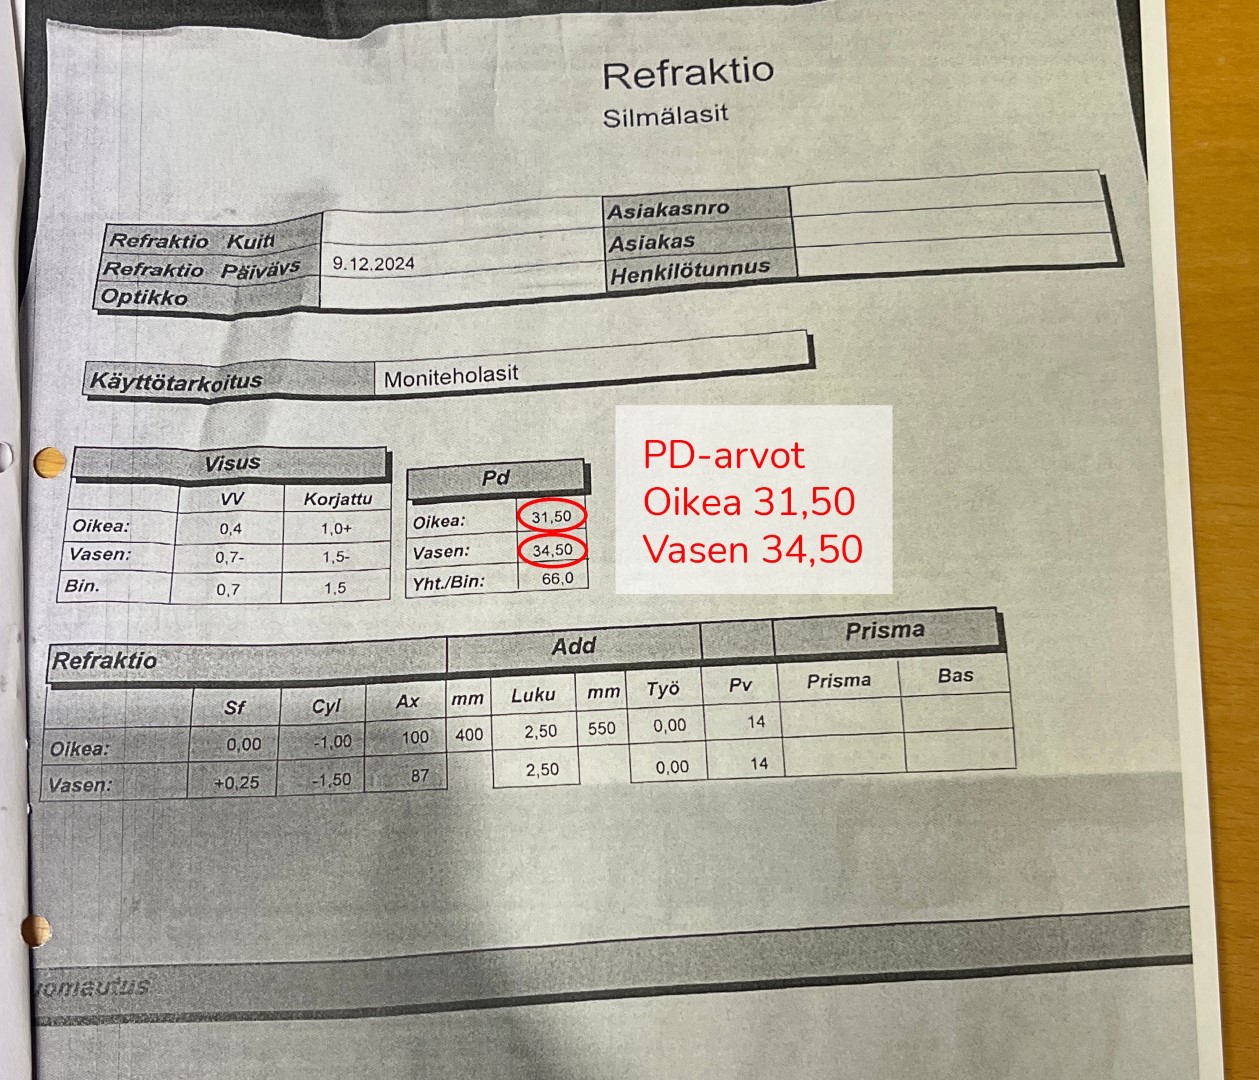 Refraktio
Silmälasit
Refraktio Kuitt
Refraktio Päiväys 9.12.2024
Optikko
Asiakasnro
Asiakas
Henkilötunnus
Käyttötarkoitus Moniteholasit
Visus
VV Korjattu
Oikea: 0,4 1,0+
Vasen: 0,7- 1,5-
Bin. 0,7 1,5
Pd
Oikea: 31,50
Vasen: 34,50
Yht./Bin: 66,0
PD-arvot
Oikea 31,50
Vasen 34,50
Refraktio Add Prisma
Sf Cyl Ax mm Luku mm Työ Pv Prisma Bas
Oikea: 0,00 -1,00 100 400 2,50 550 0,00 14
Vasen: +0,25 -1,50 87 2,50 0,00 14
omautus